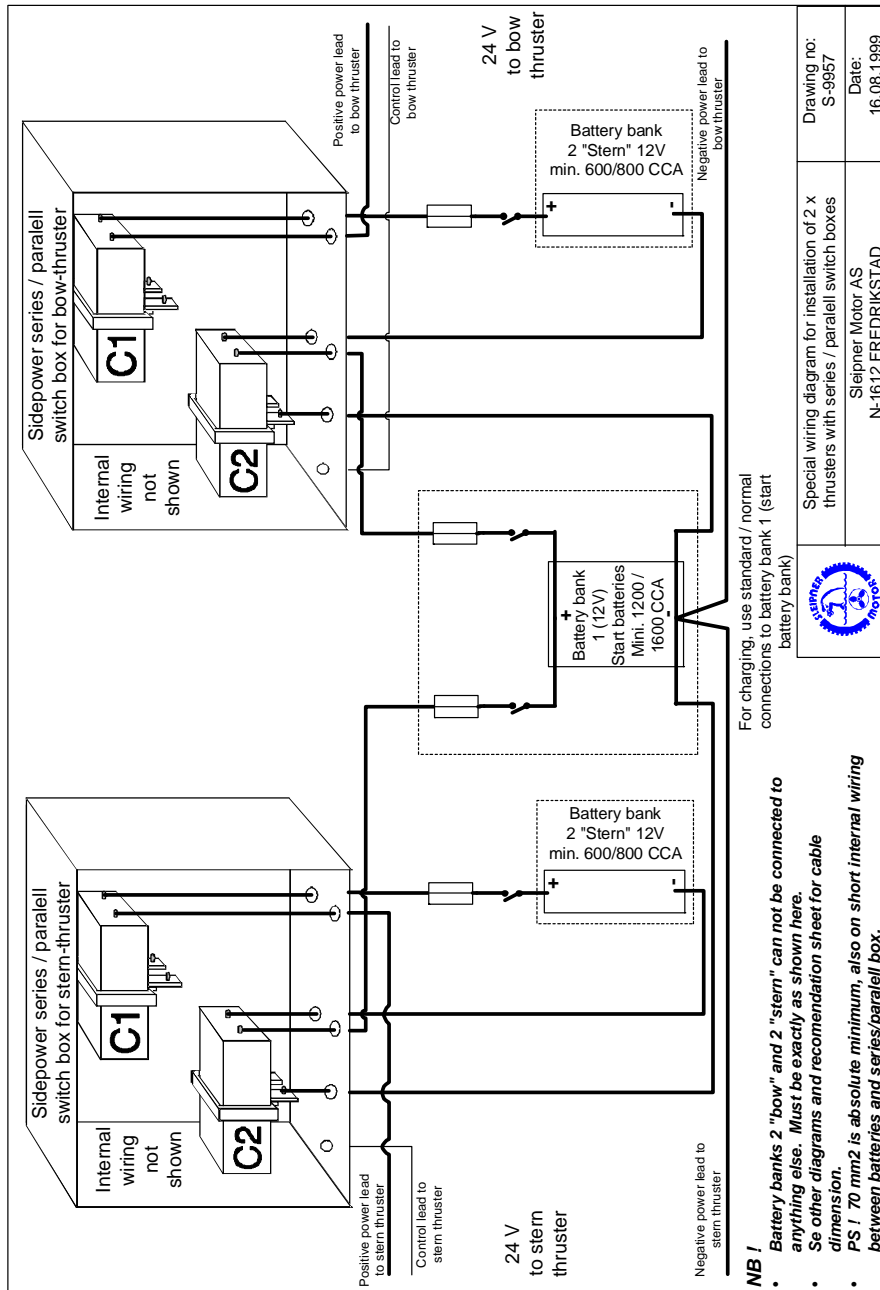 Sidepower series / paralell
switch box for stern-thruster
Internal
wiring
not
shown
C1
C2
Positive power lead
to stern thruster
Control lead to
stern thruster
24 V
to stern
thruster
Negative power lead to
stern thruster
Battery bank
2 "Stern" 12V
min. 600/800 CCA
+
-
Sidepower series / paralell
switch box for bow-thruster
Internal
wiring
not
shown
C1
C2
Positive power lead
to bow thruster
Control lead to
bow thruster
24 V
to bow
thruster
Battery bank
2 "Stern" 12V
min. 600/800 CCA
+
-
Negative power lead to
bow thruster
+
Battery bank
1 (12V)
Start batteries
Mini. 1200 /
1600 CCA
-
For charging, use standard / normal
connections to battery bank 1 (start
battery bank)
NB !
• Battery banks 2 "bow" and 2 "stern" can not be connected to
anything else. Must be exactly as shown here.
• Se other diagrams and recomendation sheet for cable
dimension.
• PS ! 70 mm2 is absolute minimum, also on short internal wiring
between batteries and series/paralell box.
SLEIPNER
MOTOR
Special wiring diagram for installation of 2 x
thrusters with series / paralell switch boxes
Drawing no:
S-9957
Sleipner Motor AS
N-1612 FREDRIKSTAD
Date:
16.08.1999